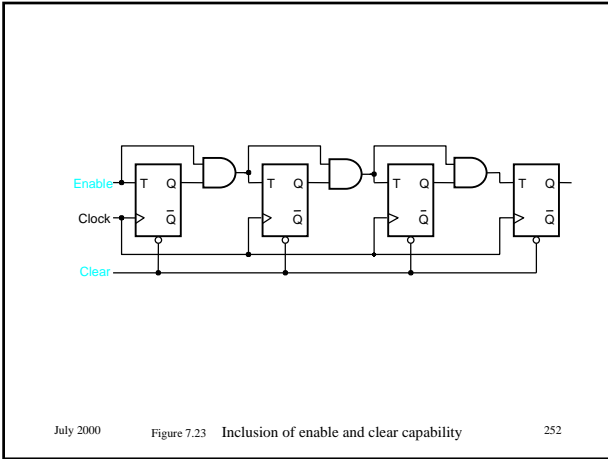 Enable T Q T Q T Q T Q
Clock Q̅ Q̅ Q̅ Q̅
Clear
July 2000 Figure 7.23 Inclusion of enable and clear capability 252